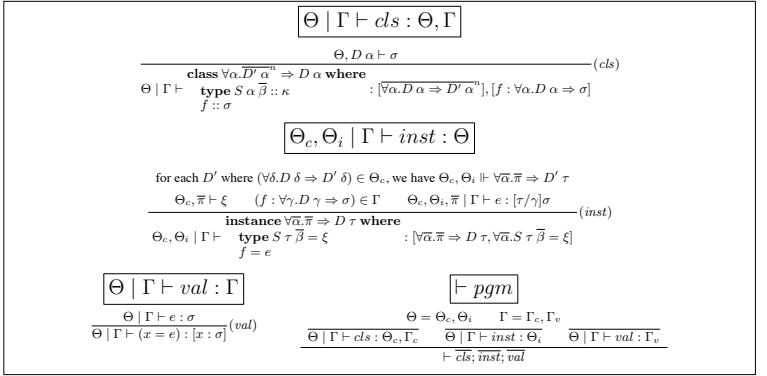 Θ | Γ ⊢ cls : Θ, Γ
Θ, D α ⊢ σ
(cls)
class ∀α.\overline{D′ α}^n ⇒ D α where
Θ | Γ ⊢ type S α \overline{β} :: κ : [\overline{∀α.D α ⇒ D′ α}^n], [f : ∀α.D α ⇒ σ]
f :: σ
Θ_c, Θ_i | Γ ⊢ inst : Θ
for each D′ where (∀δ.D δ ⇒ D′ δ) ∈ Θ_c, we have Θ_c, Θ_i ⊩ ∀\overline{α}.\overline{π} ⇒ D′ τ
Θ_c, \overline{π} ⊢ ξ (f : ∀γ.D γ ⇒ σ) ∈ Γ Θ_c, Θ_i, \overline{π} | Γ ⊢ e : [τ/γ]σ
(inst)
instance ∀\overline{α}.\overline{π} ⇒ D τ where
Θ_c, Θ_i | Γ ⊢ type S τ \overline{β} = ξ : [∀\overline{α}.\overline{π} ⇒ D τ, ∀\overline{α}.S τ \overline{β} = ξ]
f = e
Θ | Γ ⊢ val : Γ
Θ | Γ ⊢ e : σ
(val)
Θ | Γ ⊢ (x = e) : [x : σ]
⊢ pgm
Θ = Θ_c, Θ_i Γ = Γ_c, Γ_v
\overline{Θ | Γ ⊢ cls : Θ_c, Γ_c} \overline{Θ | Γ ⊢ inst : Θ_i} \overline{Θ | Γ ⊢ val : Γ_v}
⊢ \overline{cls}; \overline{inst}; \overline{val}